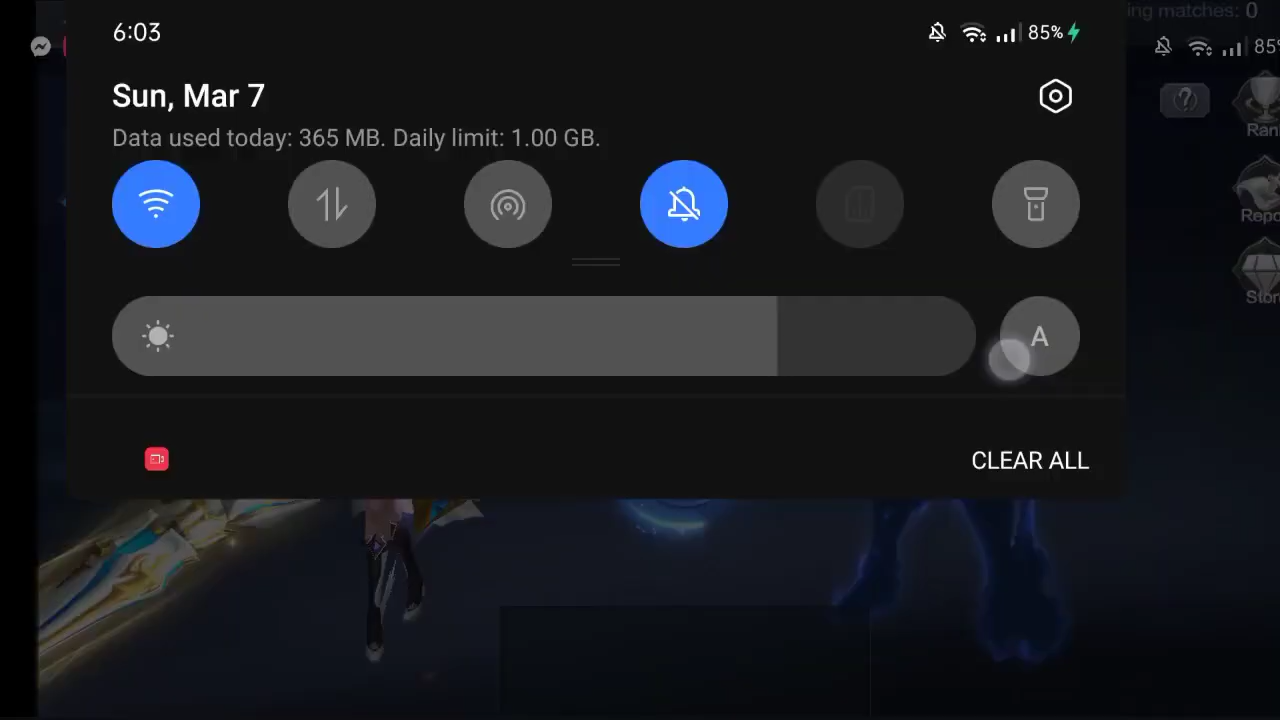 ing matches: 0
6:03
85%
85
Sun, Mar 7
Data used today: 365 MB. Daily limit: 1.00 GB.
Ran
Repo
Stor
A
CLEAR ALL